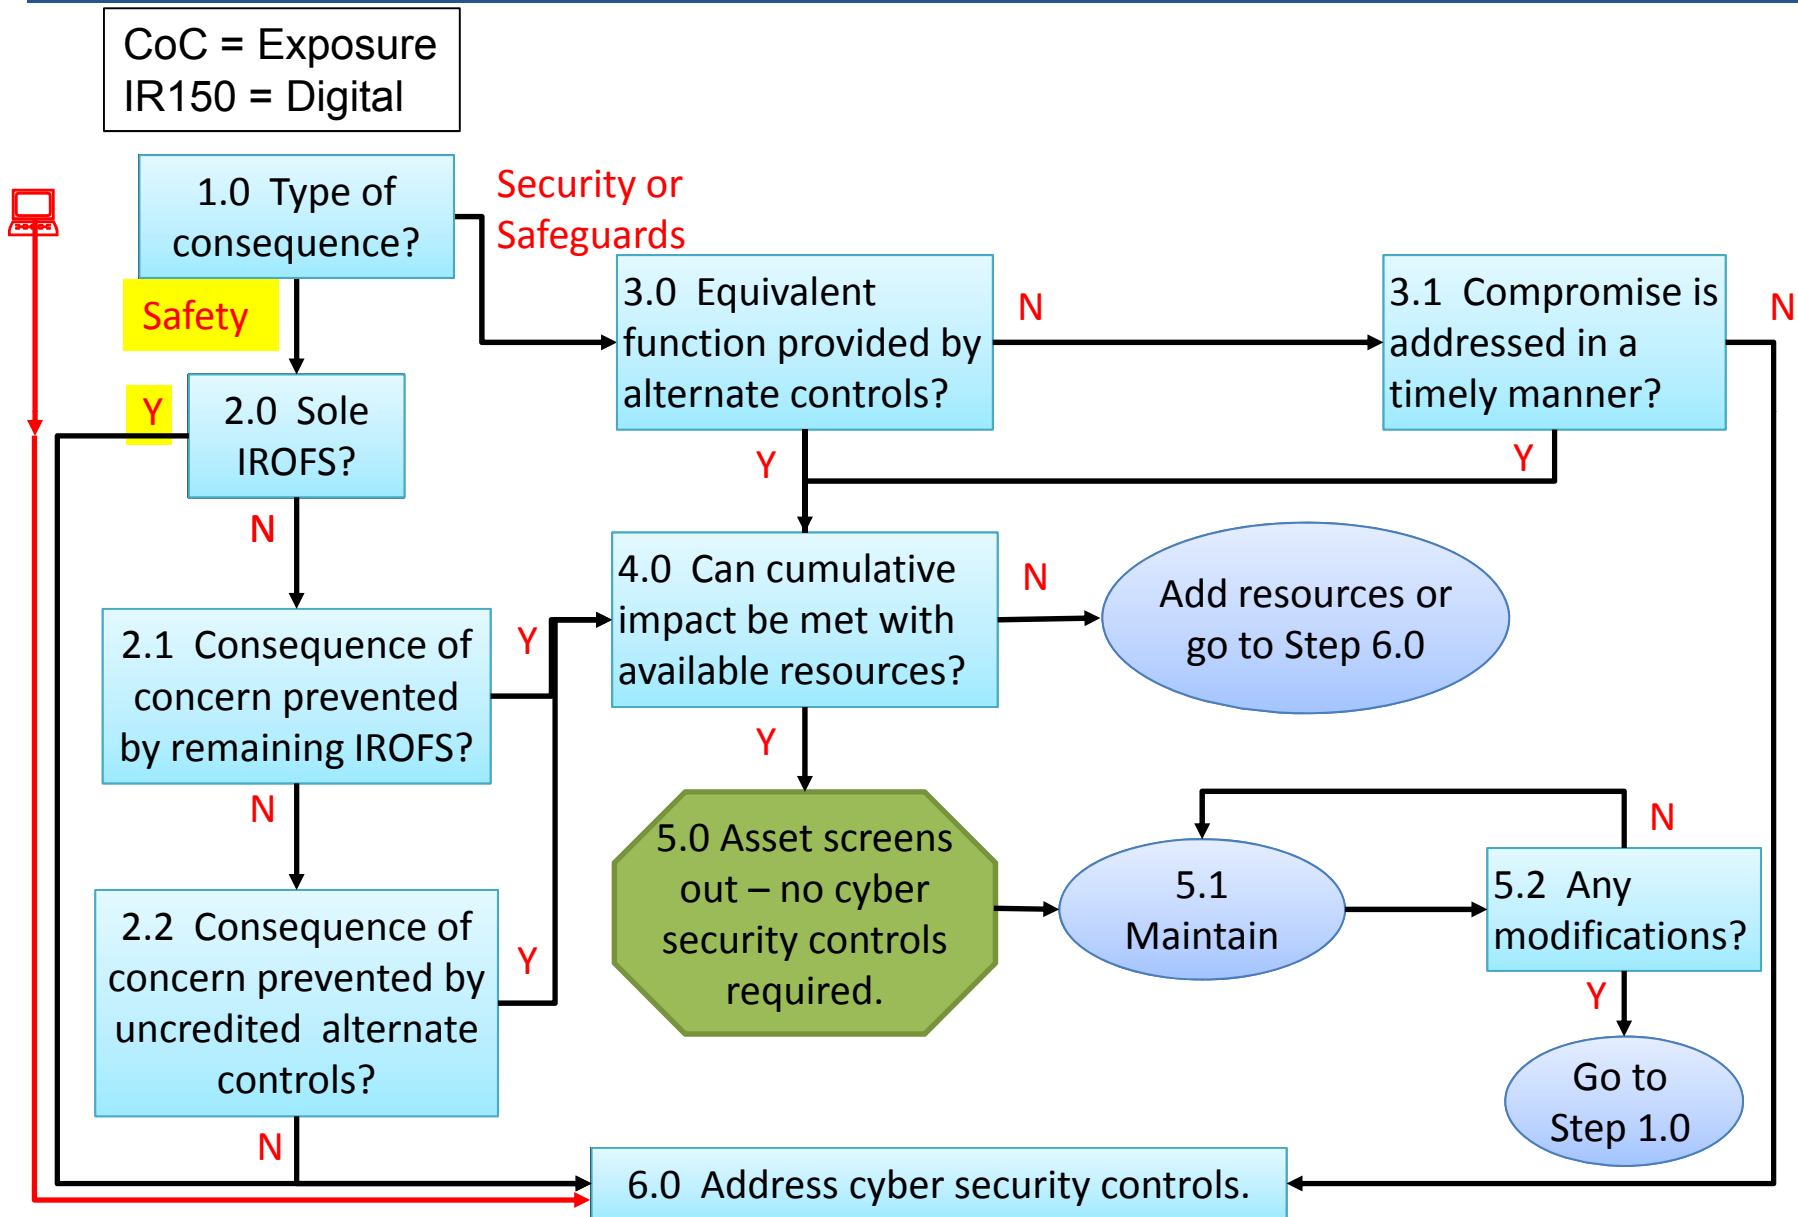 CoC = Exposure
IR150 = Digital
1.0 Type of
consequence?
Security or
Safeguards
Safety
3.0 Equivalent
function provided by
alternate controls?
N
3.1 Compromise is
addressed in a
timely manner?
N
Y
2.0 Sole
IROFS?
Y
Y
N
4.0 Can cumulative
impact be met with
available resources?
N
Add resources or
go to Step 6.0
2.1 Consequence of
concern prevented
by remaining IROFS?
Y
Y
N
5.0 Asset screens
out – no cyber
security controls
required.
5.1
Maintain
N
5.2 Any
modifications?
2.2 Consequence of
concern prevented by
uncredited alternate
controls?
Y
Y
Go to
Step 1.0
N
6.0 Address cyber security controls.